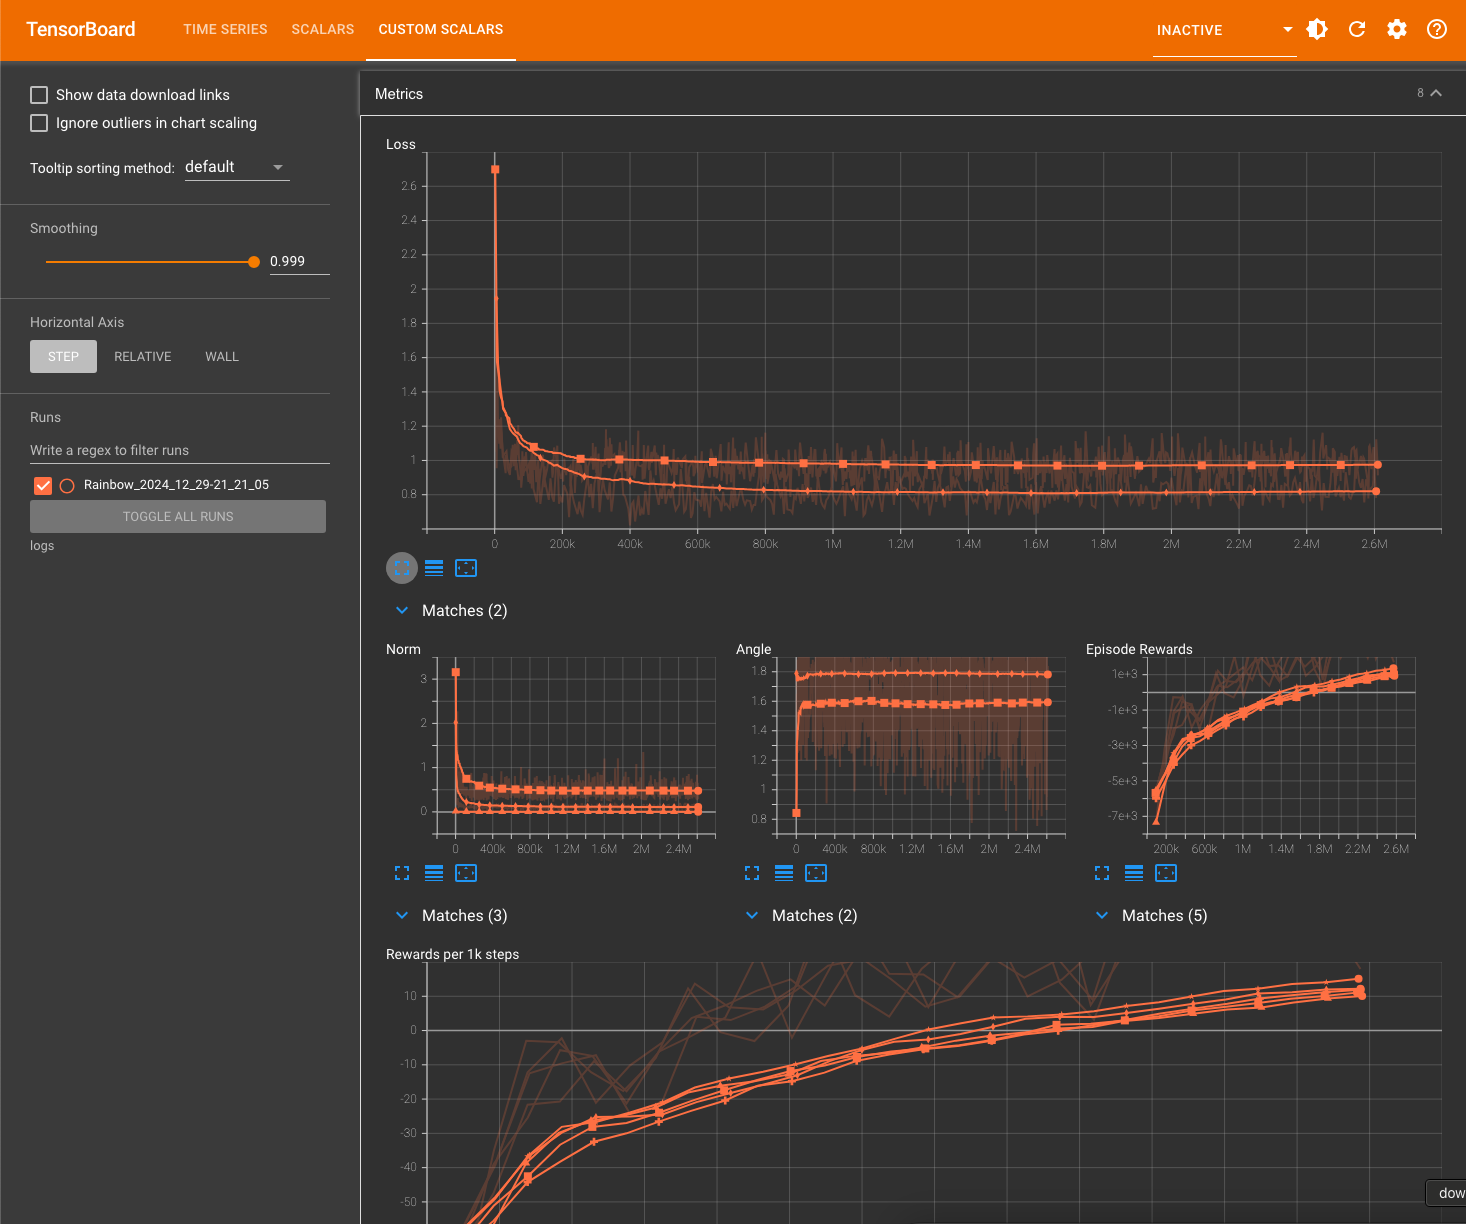 TensorBoard TIME SERIES SCALARS CUSTOM SCALARS INACTIVE
Show data download links
Ignore outliers in chart scaling
Tooltip sorting method: default
Smoothing
0.999
Horizontal Axis
STEP RELATIVE WALL
Runs
Write a regex to filter runs
Rainbow_2024_12_29-21_21_05
TOGGLE ALL RUNS
logs
Metrics 8
Loss
2.6
2.4
2.2
2
1.8
1.6
1.4
1.2
1
0.8
0 200k 400k 600k 800k 1M 1.2M 1.4M 1.6M 1.8M 2M 2.2M 2.4M 2.6M
Matches (2)
Norm
3
2
1
0
0 400k 800k 1.2M 1.6M 2M 2.4M
Matches (3)
Angle
1.8
1.6
1.4
1.2
1
0.8
0 400k 800k 1.2M 1.6M 2M 2.4M
Matches (2)
Episode Rewards
1e+3
-1e+3
-3e+3
-5e+3
-7e+3
200k 600k 1M 1.4M 1.8M 2.2M 2.6M
Matches (5)
Rewards per 1k steps
10
0
-10
-20
-30
-40
-50
dow